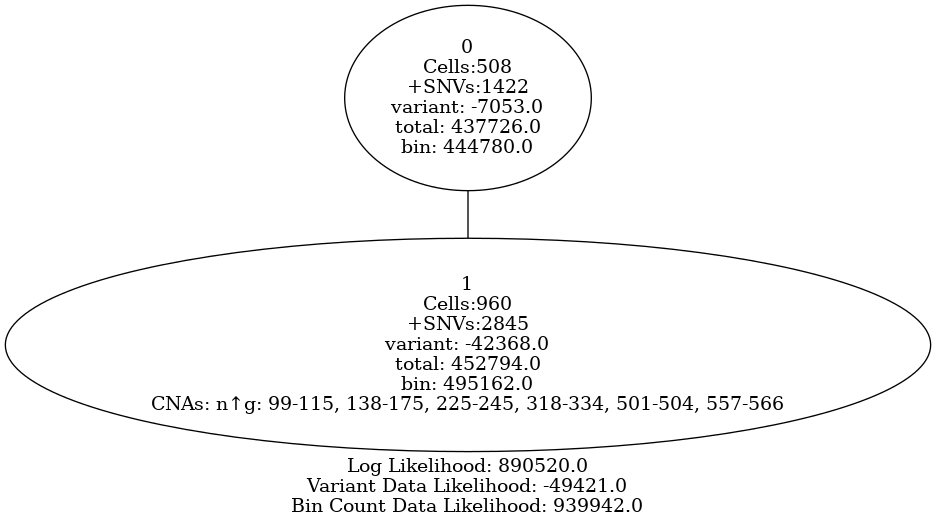 0
Cells:508
+SNVs:1422
variant: -7053.0
total: 437726.0
bin: 444780.0
1
Cells:960
+SNVs:2845
variant: -42368.0
total: 452794.0
bin: 495162.0
CNAs: n↑g: 99-115, 138-175, 225-245, 318-334, 501-504, 557-566
Log Likelihood: 890520.0
Variant Data Likelihood: -49421.0
Bin Count Data Likelihood: 939942.0